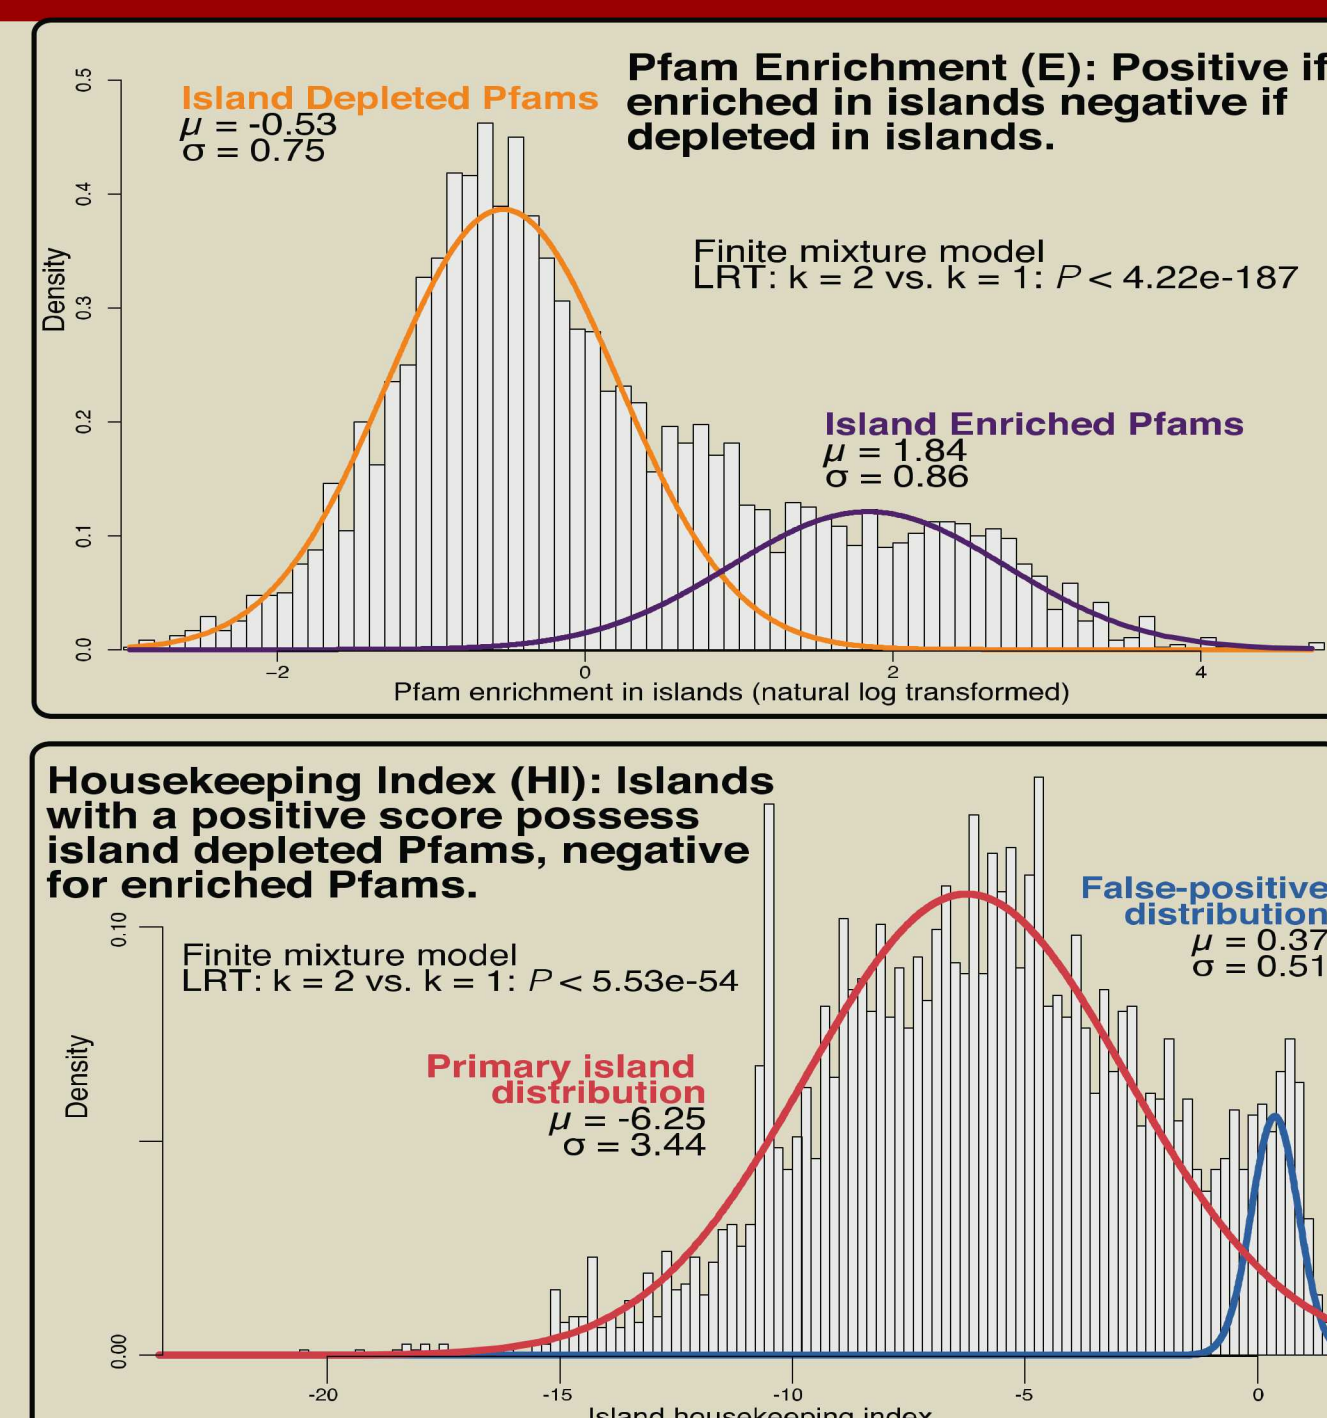 Pfam Enrichment (E): Positive if
enriched in islands negative if
depleted in islands.
Island Depleted Pfams
μ = -0.53
σ = 0.75
Finite mixture model
LRT: k = 2 vs. k = 1: P < 4.22e-187
Island Enriched Pfams
μ = 1.84
σ = 0.86
Density
0.5
0.4
0.3
0.2
0.1
0.0
−2 0 2 4
Pfam enrichment in islands (natural log transformed)
Housekeeping Index (HI): Islands
with a positive score possess
island depleted Pfams, negative
for enriched Pfams.
Finite mixture model
LRT: k = 2 vs. k = 1: P < 5.53e-54
False-positive
distribution
μ = 0.37
σ = 0.51
Primary island
distribution
μ = -6.25
σ = 3.44
Density
0.10
0.00
-20 -15 -10 -5 0
Island housekeeping index